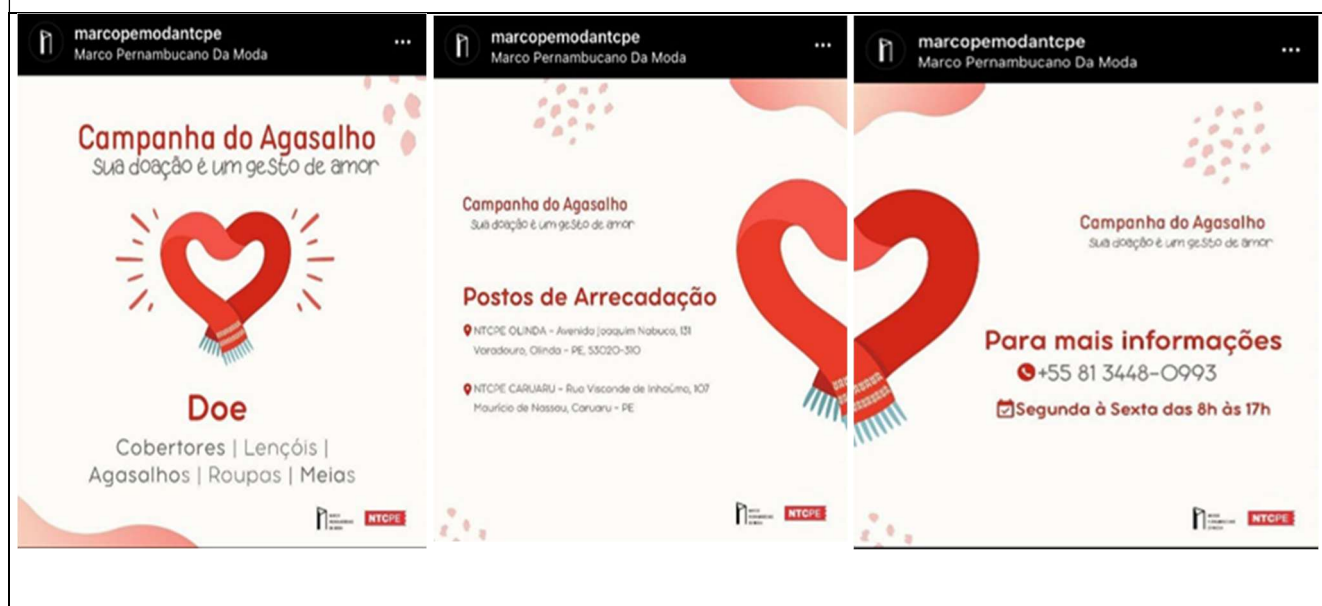 marcopemodantcpe
Marco Pernambucano Da Moda
Campanha do Agasalho
Sua doação é um gesto de amor
Doe
Cobertores | Lençóis |
Agasalhos | Roupas | Meias
NTCPE
marcopemodantcpe
Marco Pernambucano Da Moda
Campanha do Agasalho
Sua doação é um gesto de amor
Postos de Arrecadação
NTCPE OLINDA - Avenida Joaquim Nabuco, 131
Varadouro, Olinda - PE, 53020-310
NTCPE CARUARU - Rua Visconde de Inhaúma, 107
Maurício de Nassau, Caruaru - PE
NTCPE
marcopemodantcpe
Marco Pernambucano Da Moda
Campanha do Agasalho
Sua doação é um gesto de amor
Para mais informações
+55 81 3448-0993
Segunda à Sexta das 8h às 17h
NTCPE